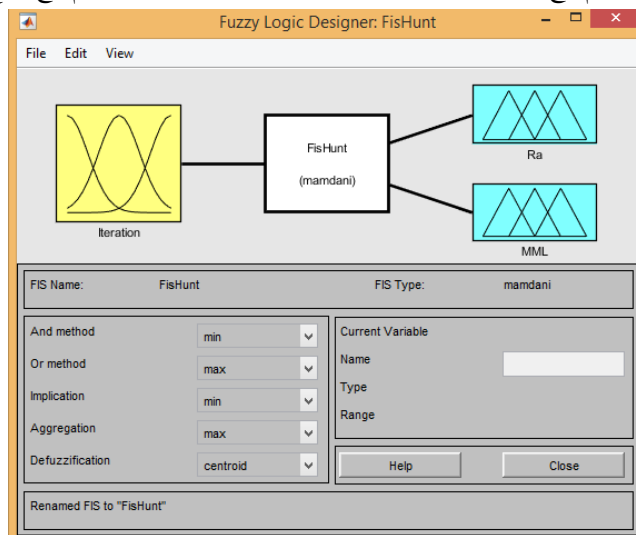 Fuzzy Logic Designer: FisHunt
File Edit View
FisHunt
(mamdani)
Iteration
Ra
MML
FIS Name: FisHunt FIS Type: mamdani
And method min
Or method max
Implication min
Aggregation max
Defuzzification centroid
Current Variable
Name
Type
Range
Help Close
Renamed FIS to "FisHunt"